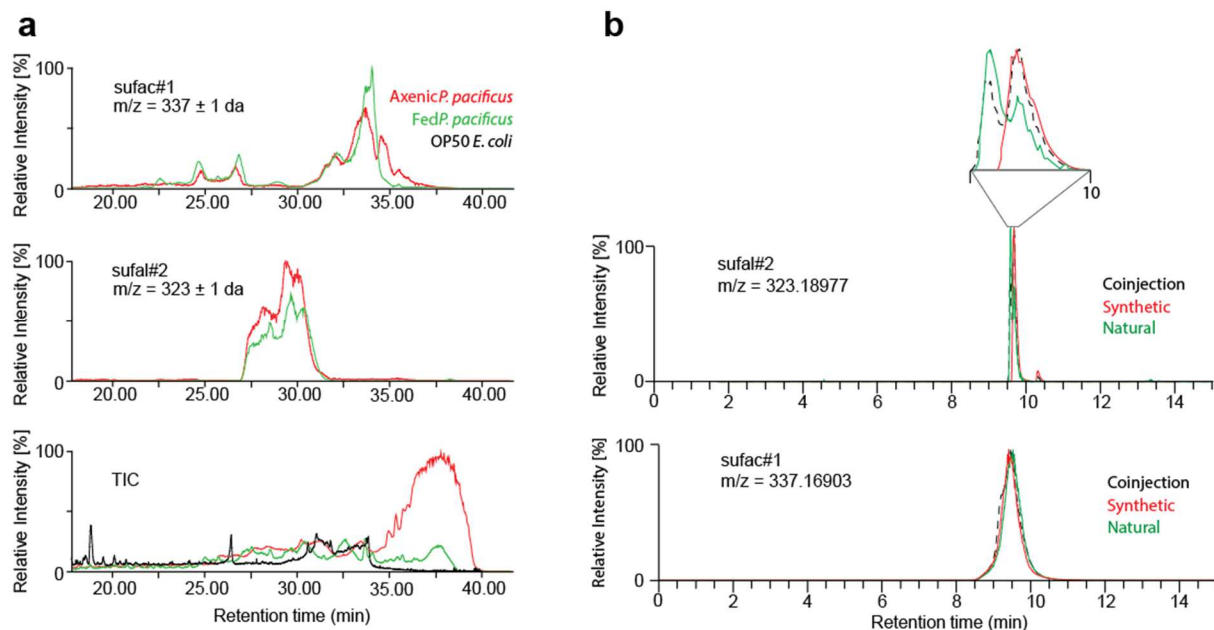 a
Relative Intensity [%]
100
0
sufac#1
m/z = 337 ± 1 da
AxenicP. pacificus
FedP. pacificus
OP50 E. coli
20.00 25.00 30.00 35.00 40.00
Relative Intensity [%]
100
0
sufal#2
m/z = 323 ± 1 da
20.00 25.00 30.00 35.00 40.00
Relative Intensity [%]
100
0
TIC
20.00 25.00 30.00 35.00 40.00
Retention time (min)
b
10
Relative Intensity [%]
100
0
sufal#2
m/z = 323.18977
Coinjection
Synthetic
Natural
0 2 4 6 8 10 12 14
Relative Intensity [%]
100
0
sufac#1
m/z = 337.16903
Coinjection
Synthetic
Natural
0 2 4 6 8 10 12 14
Retention time (min)